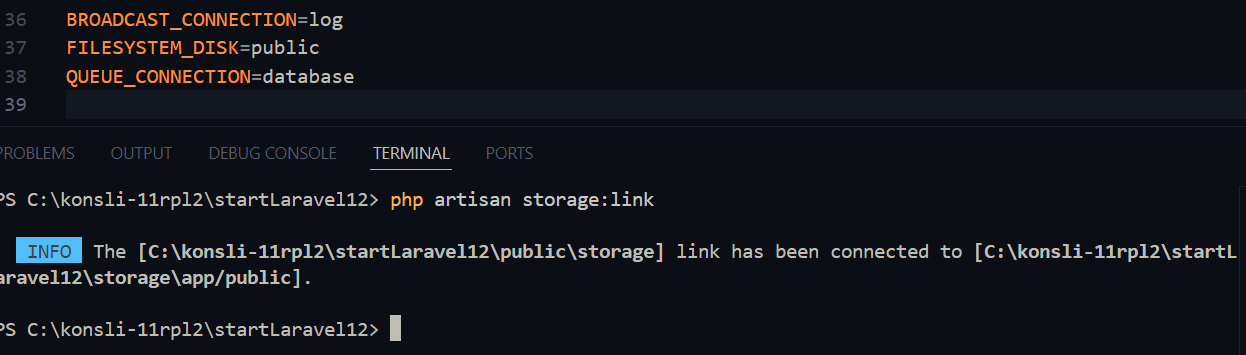 36 BROADCAST_CONNECTION=log
37 FILESYSTEM_DISK=public
38 QUEUE_CONNECTION=database
39
PROBLEMS OUTPUT DEBUG CONSOLE TERMINAL PORTS
PS C:\konsli-11rpl2\startLaravel12> php artisan storage:link
INFO The [C:\konsli-11rpl2\startLaravel12\public\storage] link has been connected to [C:\konsli-11rpl2\startL
aravel12\storage\app/public].
PS C:\konsli-11rpl2\startLaravel12>